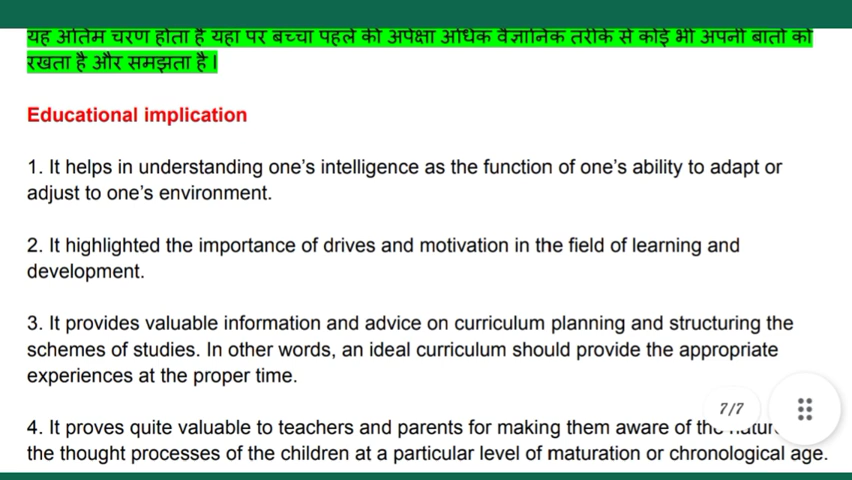 यह अंतिम चरण होता है यहां पर बच्चा पहले की अपेक्षा अधिक वैज्ञानिक तरीके से कोई भी अपनी बातों को
रखता है और समझता है।
Educational implication
1. It helps in understanding one's intelligence as the function of one's ability to adapt or
adjust to one's environment.
2. It highlighted the importance of drives and motivation in the field of learning and
development.
3. It provides valuable information and advice on curriculum planning and structuring the
schemes of studies. In other words, an ideal curriculum should provide the appropriate
experiences at the proper time.
7/7
4. It proves quite valuable to teachers and parents for making them aware of the
the thought processes of the children at a particular level of maturation or chronological age.